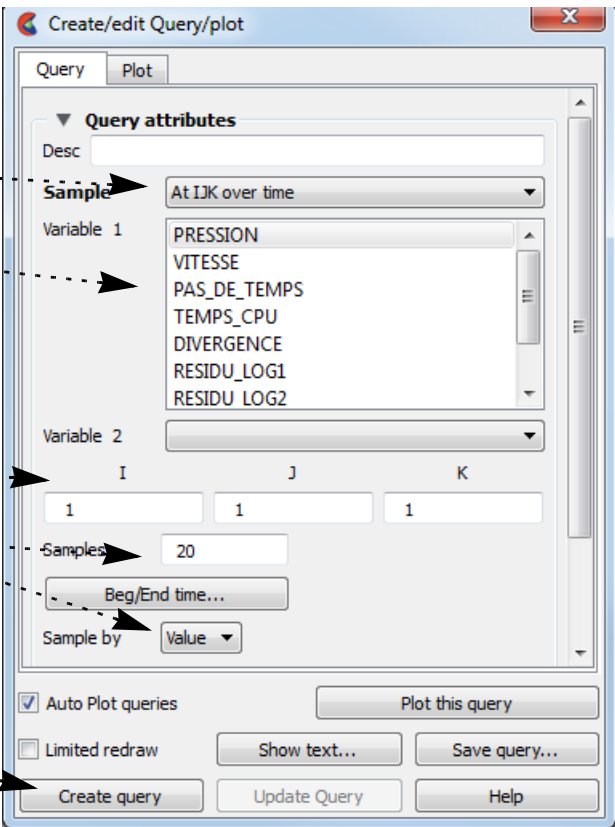 Create/edit Query/plot
Query Plot
Query attributes
Desc
Sample At IJK over time
Variable 1 PRESSION
VITESSE
PAS_DE_TEMPS
TEMPS_CPU
DIVERGENCE
RESIDU_LOG1
RESIDU_LOG2
Variable 2
I J K
1 1 1
Samples 20
Beg/End time...
Sample by Value
Auto Plot queries Plot this query
Limited redraw Show text... Save query...
Create query Update Query Help